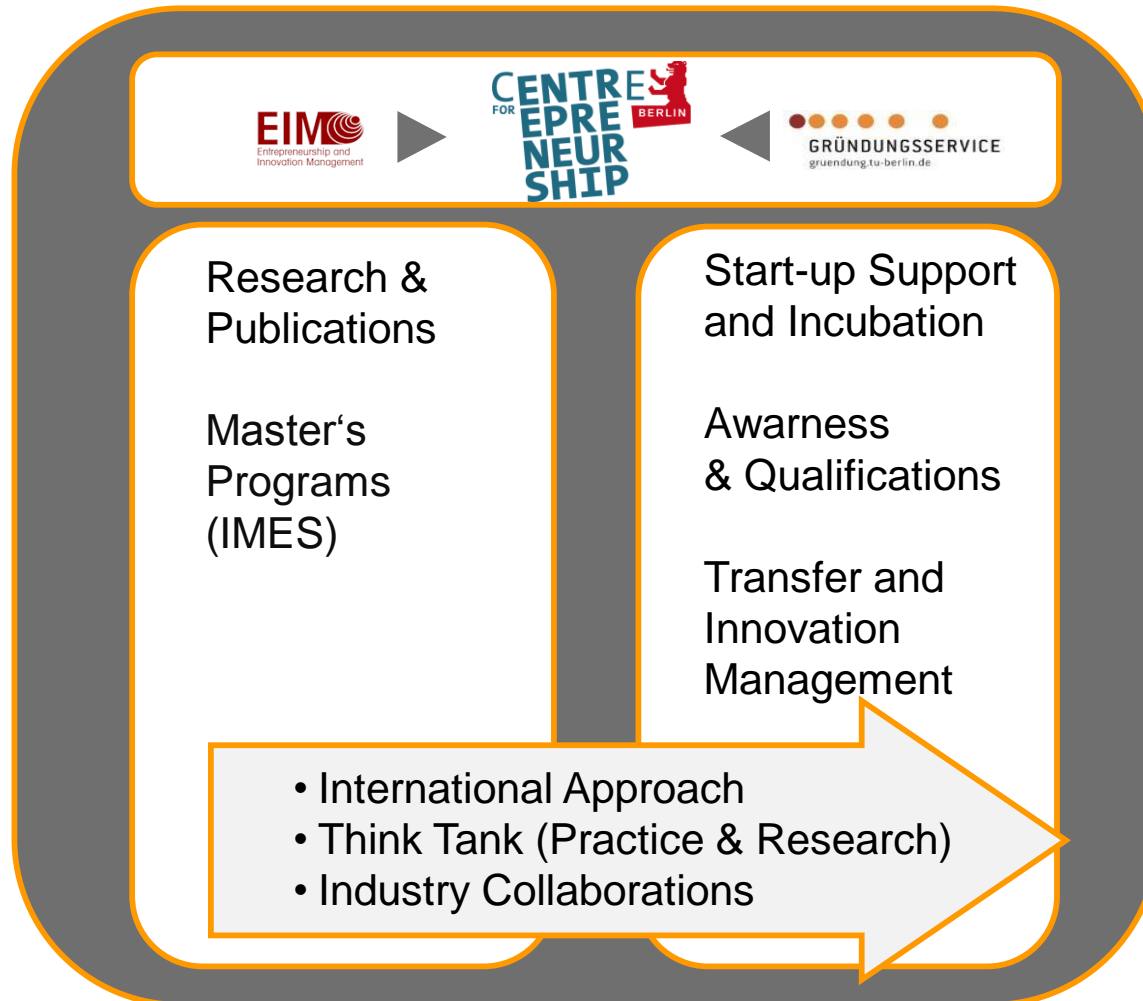 EIM
Entrepreneurship and
Innovation Management
CENTRE
FOR ENTRE
EPRE
NEUR
SHIP
BERLIN
GRÜNDUNGSSERVICE
gruendung.tu-berlin.de
Research &
Publications
Master‘s
Programs
(IMES)
Start-up Support
and Incubation
Awarness
& Qualifications
Transfer and
Innovation
Management
• International Approach
• Think Tank (Practice & Research)
• Industry Collaborations